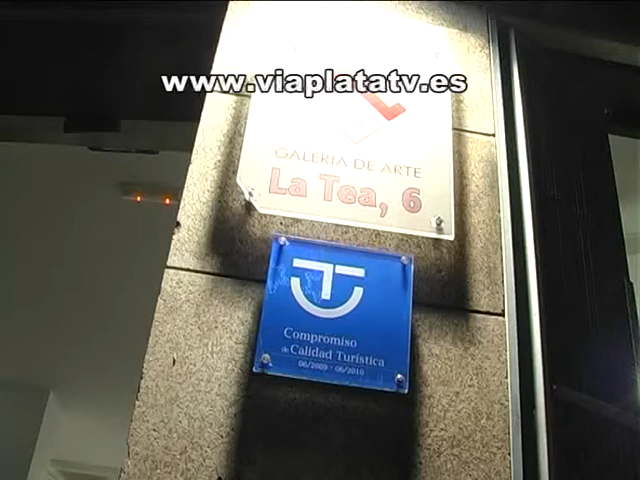 www.viaplatatv.es
GALERIA DE ARTE
La Tea, 6
Compromiso
de Calidad Turística
06/2009 - 06/2010